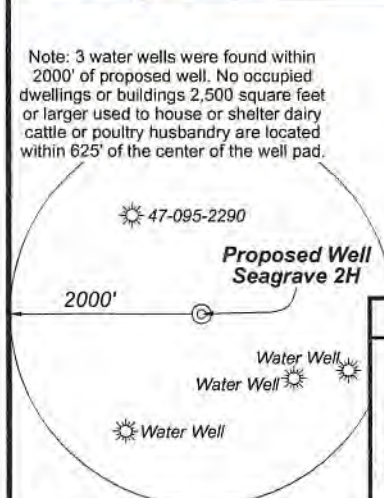 Note: 3 water wells were found within
2000' of proposed well. No occupied
dwellings or buildings 2,500 square feet
or larger used to house or shelter dairy
cattle or poultry husbandry are located
within 625' of the center of the well pad.
47-095-2290
Proposed Well
Seagrave 2H
2000'
Water Well
Water Well
Water Well